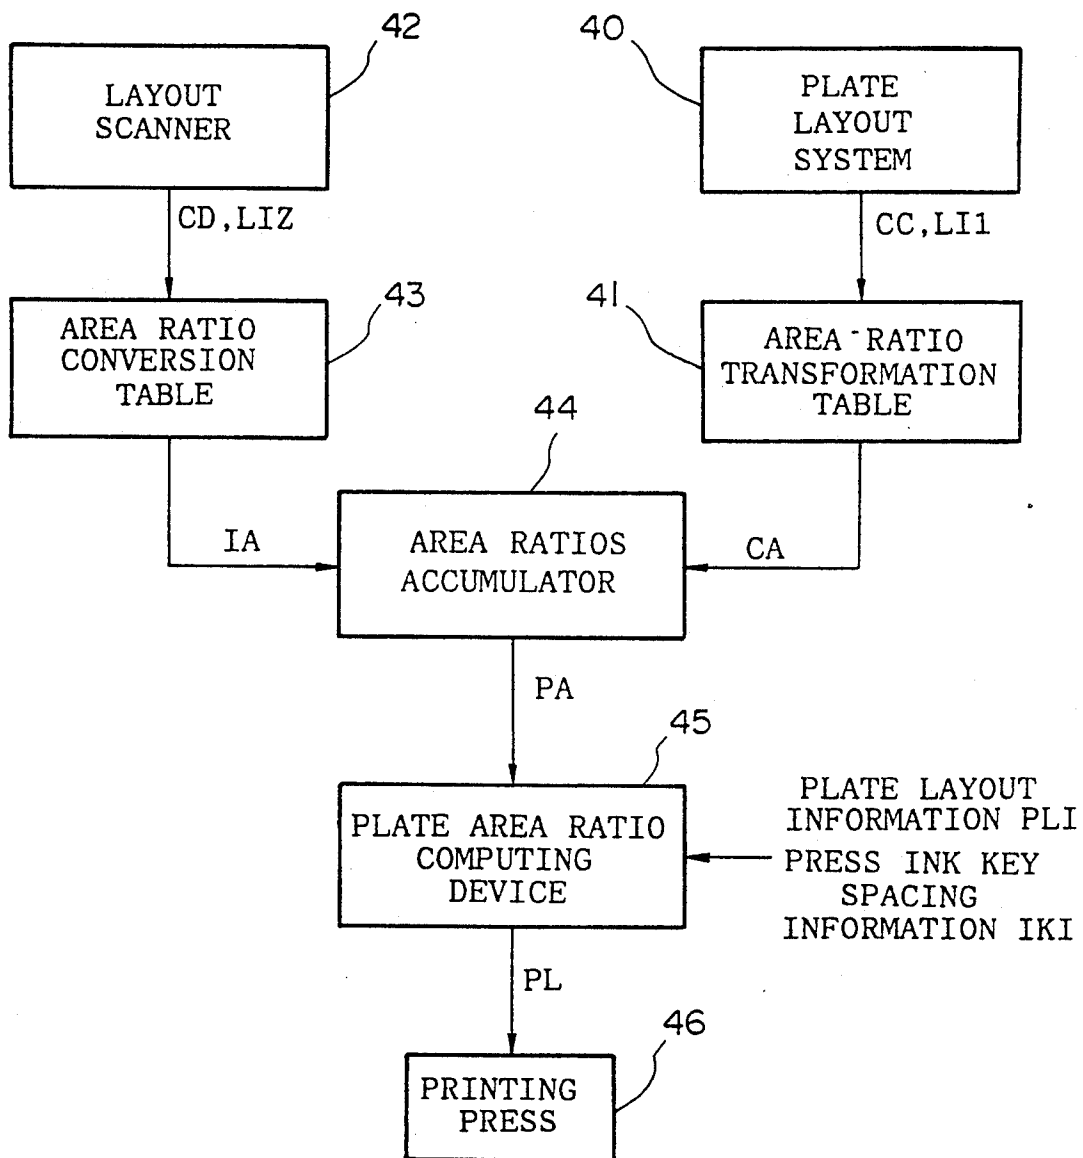 42
40
LAYOUT
SCANNER
PLATE
LAYOUT
SYSTEM
CD,LIZ
CC,LI1
43
41
AREA RATIO
CONVERSION
TABLE
AREA RATIO
TRANSFORMATION
TABLE
44
IA
AREA RATIOS
ACCUMULATOR
CA
PA
45
PLATE AREA RATIO
COMPUTING
DEVICE
PLATE LAYOUT
INFORMATION PLI
PRESS INK KEY
SPACING
INFORMATION IKI
PL
46
PRINTING
PRESS